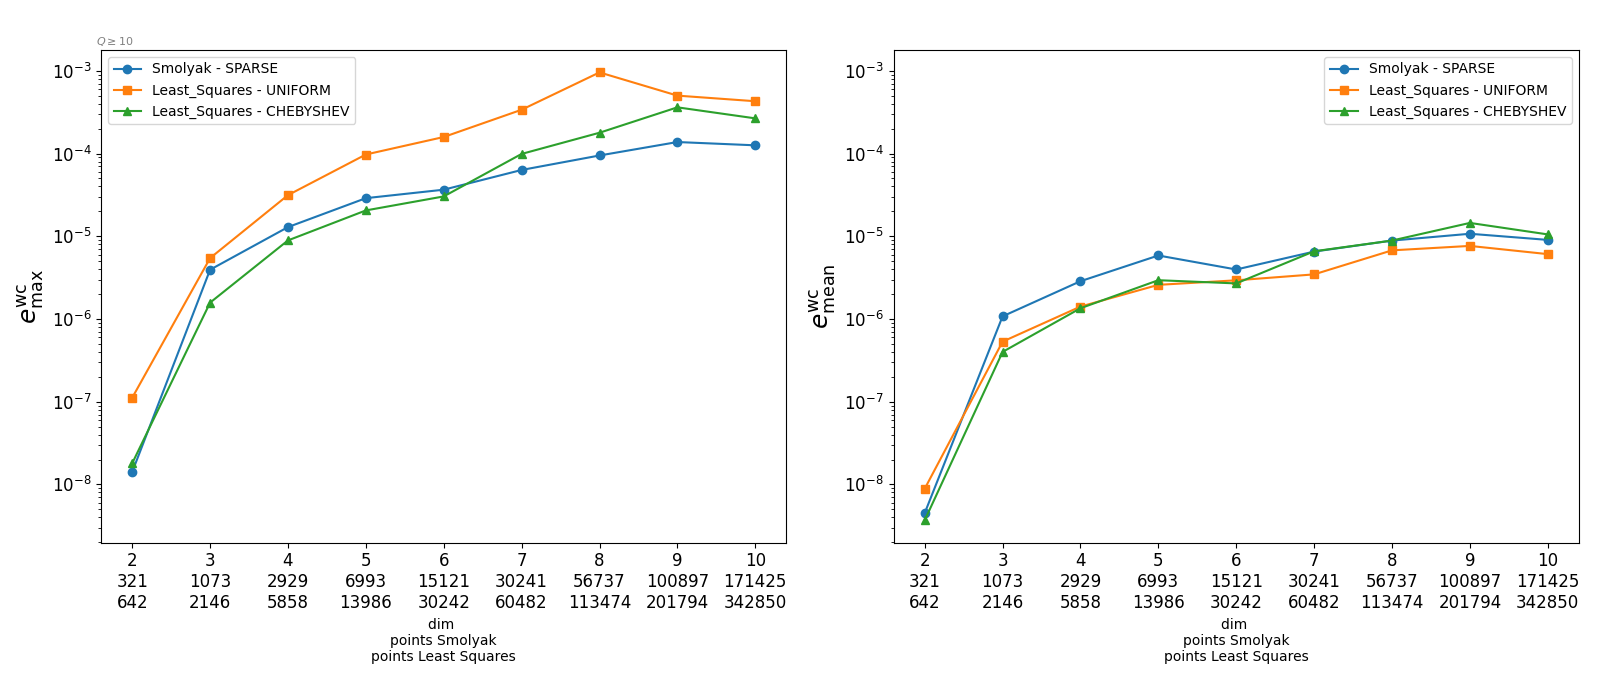 Q ≥ 10
Smolyak - SPARSE
Least_Squares - UNIFORM
Least_Squares - CHEBYSHEV
10⁻³
10⁻⁴
10⁻⁵
10⁻⁶
10⁻⁷
10⁻⁸
e^wc_max
2 3 4 5 6 7 8 9 10
321 1073 2929 6993 15121 30241 56737 100897 171425
642 2146 5858 13986 30242 60482 113474 201794 342850
dim
points Smolyak
points Least Squares
Smolyak - SPARSE
Least_Squares - UNIFORM
Least_Squares - CHEBYSHEV
10⁻³
10⁻⁴
10⁻⁵
10⁻⁶
10⁻⁷
10⁻⁸
e^wc_mean
2 3 4 5 6 7 8 9 10
321 1073 2929 6993 15121 30241 56737 100897 171425
642 2146 5858 13986 30242 60482 113474 201794 342850
dim
points Smolyak
points Least Squares